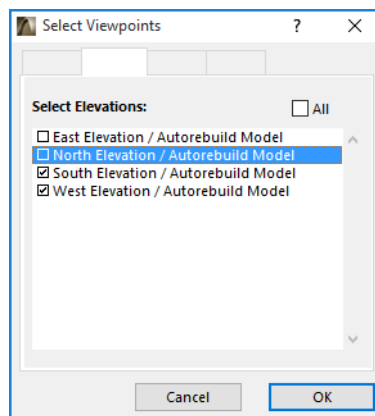 Select Viewpoints
?
Select Elevations:
All
East Elevation / Autorebuild Model
North Elevation / Autorebuild Model
South Elevation / Autorebuild Model
West Elevation / Autorebuild Model
Cancel
OK